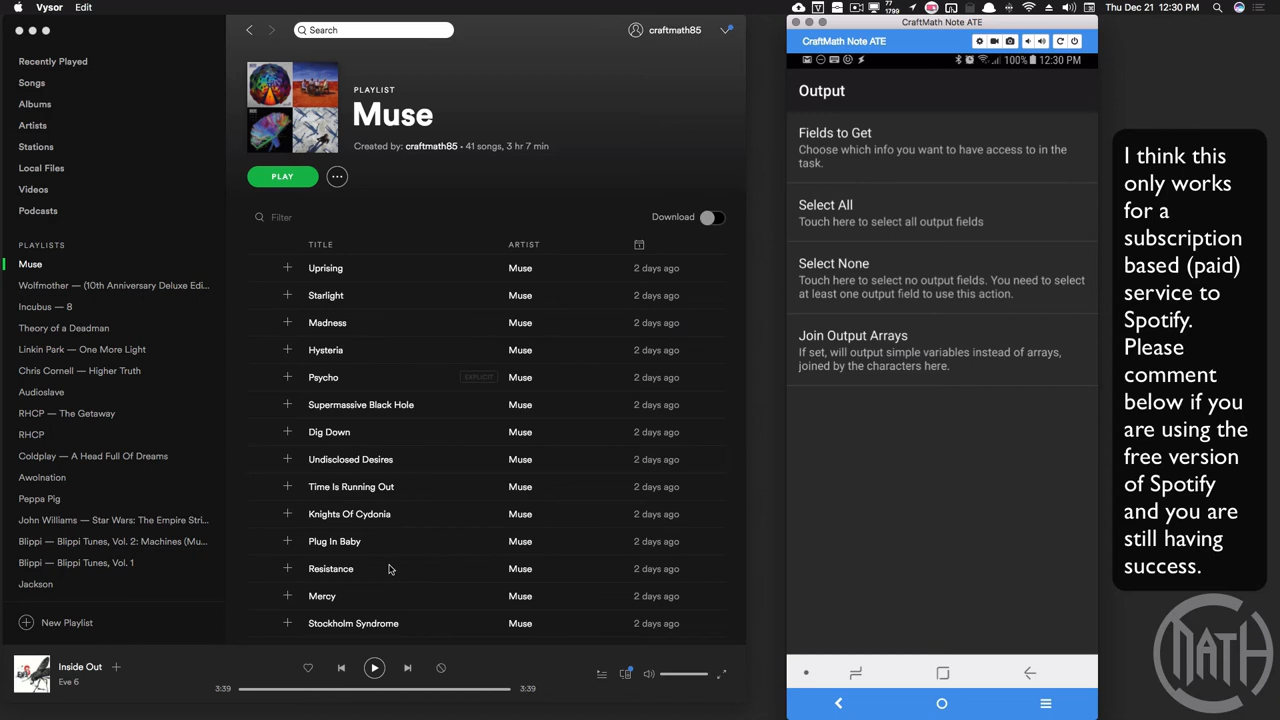 Vysor Edit
77
1799
Thu Dec 21 12:30 PM
Recently Played
Songs
Albums
Artists
Stations
Local Files
Videos
Podcasts
PLAYLISTS
Muse
Wolfmother — (10th Anniversary Deluxe Edi...
Incubus — 8
Theory of a Deadman
Linkin Park — One More Light
Chris Cornell — Higher Truth
Audioslave
RHCP — The Getaway
RHCP
Coldplay — A Head Full Of Dreams
Awolnation
Peppa Pig
John Williams — Star Wars: The Empire Stri...
Blippi — Blippi Tunes, Vol. 2: Machines (Mu...
Blippi — Blippi Tunes, Vol. 1
Jackson
New Playlist
Search
craftmath85
PLAYLIST
Muse
Created by: craftmath85 • 41 songs, 3 hr 7 min
PLAY
Filter
Download
TITLE ARTIST
Uprising Muse 2 days ago
Starlight Muse 2 days ago
Madness Muse 2 days ago
Hysteria Muse 2 days ago
Psycho EXPLICIT Muse 2 days ago
Supermassive Black Hole Muse 2 days ago
Dig Down Muse 2 days ago
Undisclosed Desires Muse 2 days ago
Time Is Running Out Muse 2 days ago
Knights Of Cydonia Muse 2 days ago
Plug In Baby Muse 2 days ago
Resistance Muse 2 days ago
Mercy Muse 2 days ago
Stockholm Syndrome Muse 2 days ago
Inside Out
Eve 6
3:39 3:39
CraftMath Note ATE
CraftMath Note ATE
100% 12:30 PM
Output
Fields to Get
Choose which info you want to have access to in the
task.
Select All
Touch here to select all output fields
Select None
Touch here to select no output fields. You need to select
at least one output field to use this action.
Join Output Arrays
If set, will output simple variables instead of arrays,
joined by the characters here.
I think this
only works
for a
subscription
based (paid)
service to
Spotify.
Please
comment
below if you
are using the
free version
of Spotify
and you are
still having
success.
MATH